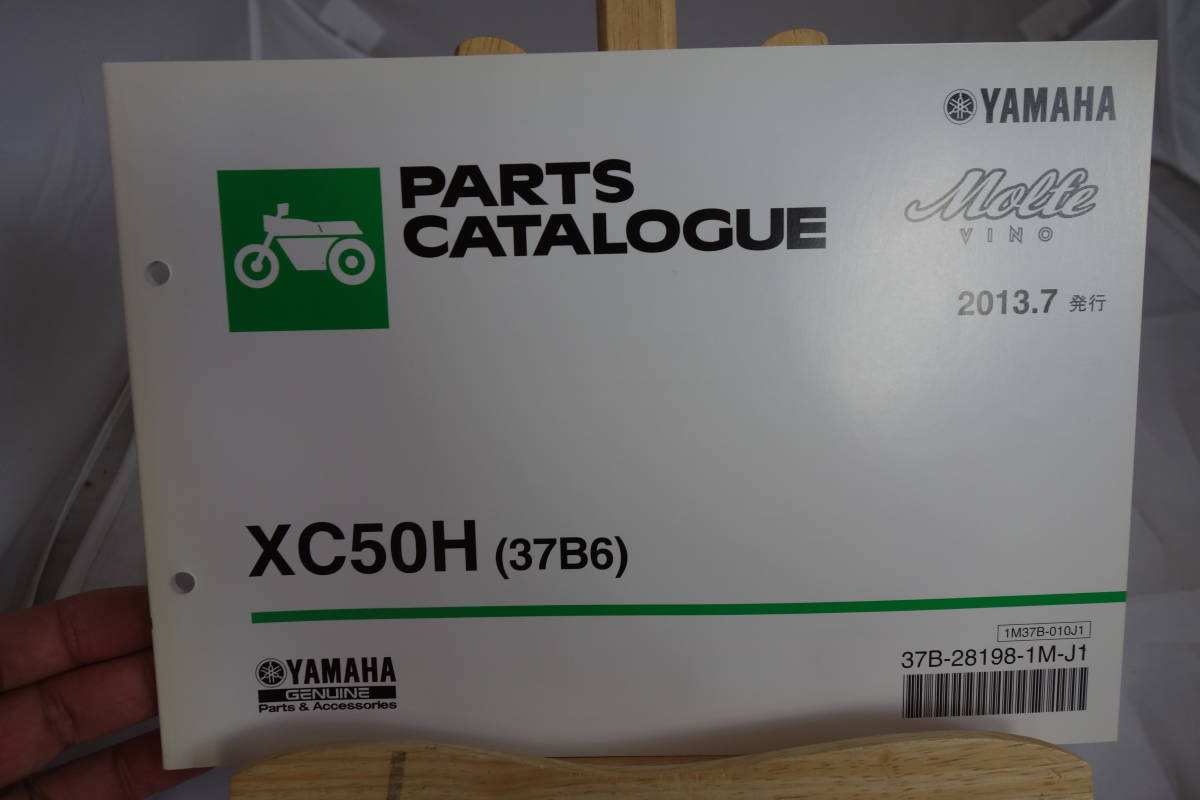 YAMAHA
PARTS
CATALOGUE
Molfe
VINO
2013.7 発行
XC50H (37B6)
1M37B-010J1
37B-28198-1M-J1
YAMAHA
GENUINE
Parts & Accessories